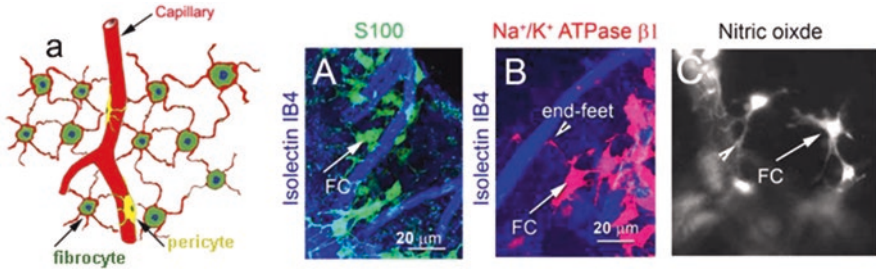 a
Capillary
pericyte
fibrocyte
S100
A
Isolectin IB4
FC
20 μm
Na⁺/K⁺ ATPase β1
B
Isolectin IB4
end-feet
FC
20 μm
Nitric oixde
C
FC